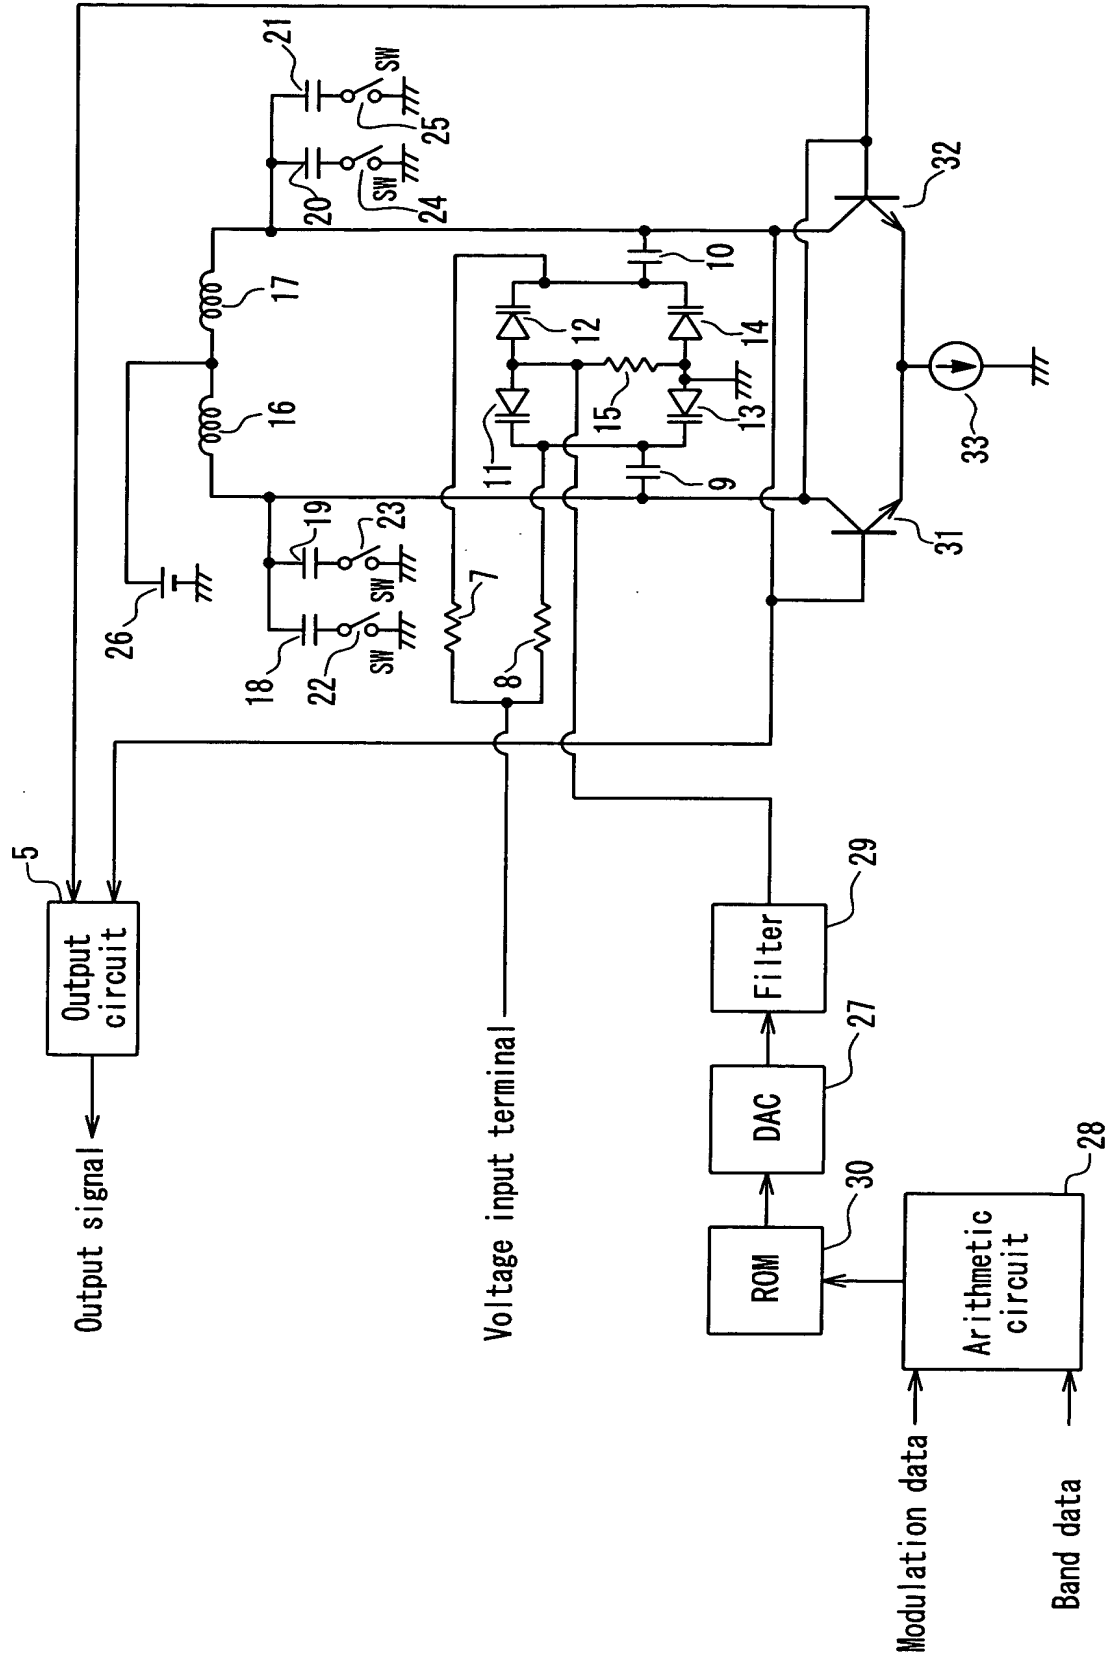 5
Output
circuit
Output signal
26
16
17
18
19
20
21
SW
SW
SW
SW
22
23
24
25
7
8
Voltage input terminal
11
12
15
13
14
9
10
31
32
33
Filter
29
DAC
27
ROM
30
Arithmetic
circuit
28
Modulation data
Band data